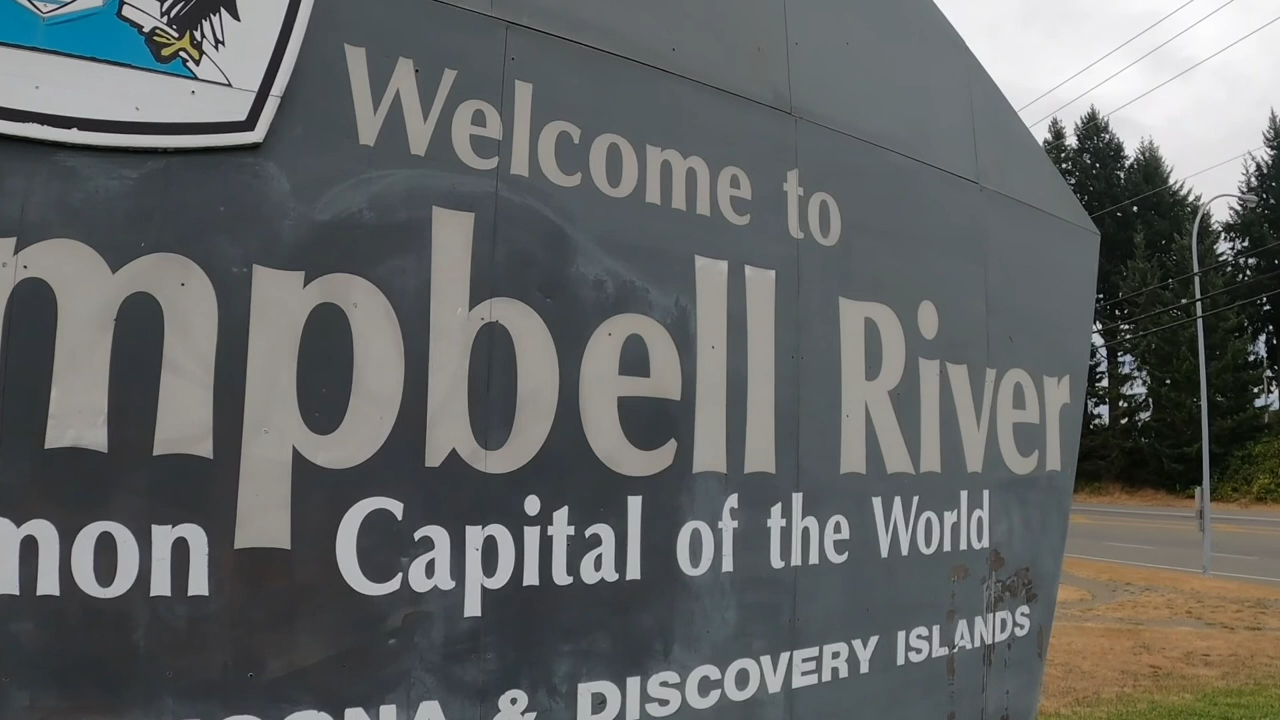 Welcome to
mpbell River
mon Capital of the World
& DISCOVERY ISLANDS